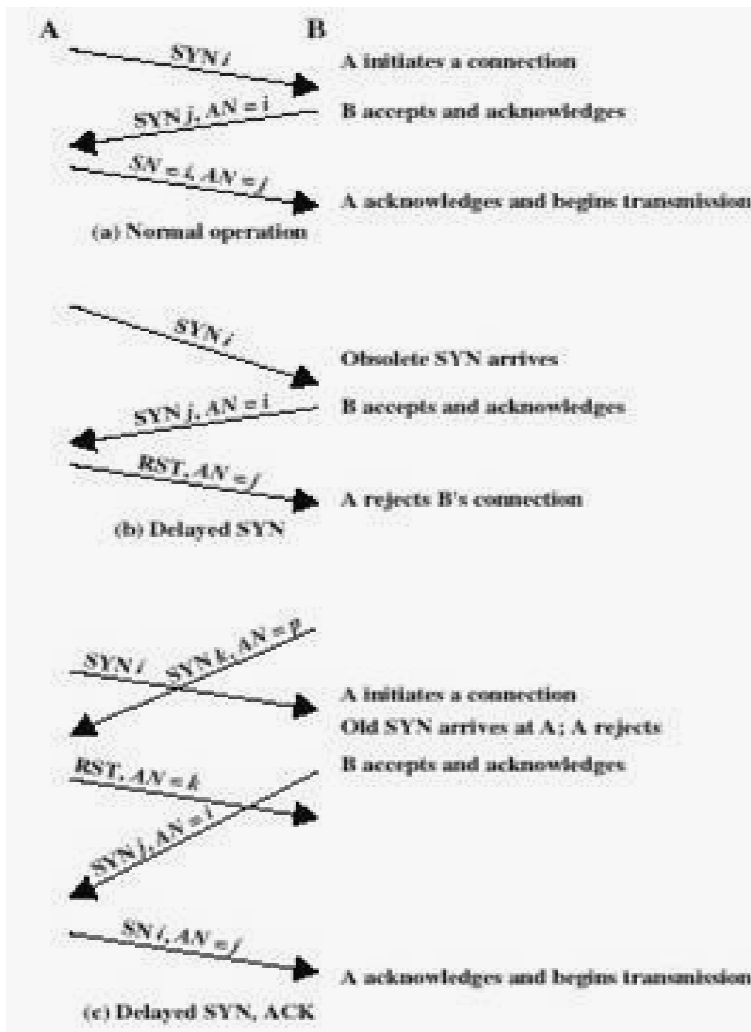 A B
SYN i
A initiates a connection
SYN j, AN = i
B accepts and acknowledges
SN = i, AN = j
A acknowledges and begins transmission
(a) Normal operation
SYN i
Obsolete SYN arrives
SYN j, AN = i
B accepts and acknowledges
RST, AN = j
A rejects B's connection
(b) Delayed SYN
SYN k, AN = p
SYN i
A initiates a connection
Old SYN arrives at A; A rejects
RST, AN = k
B accepts and acknowledges
SYN j, AN = i
SN i, AN = j
A acknowledges and begins transmission
(c) Delayed SYN, ACK